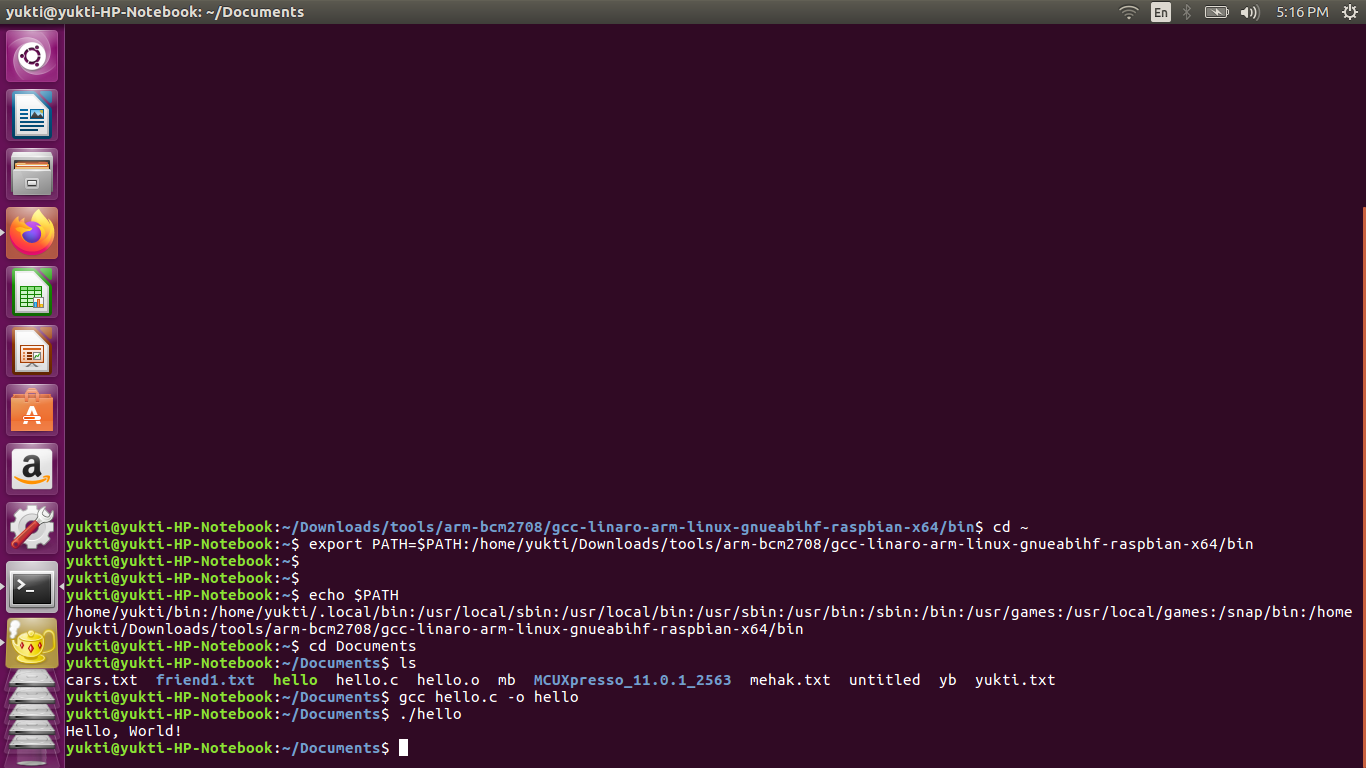 yukti@yukti-HP-Notebook: ~/Documents
En
5:16 PM
yukti@yukti-HP-Notebook:~/Downloads/tools/arm-bcm2708/gcc-linaro-arm-linux-gnueabihf-raspbian-x64/bin$ cd ~
yukti@yukti-HP-Notebook:~$ export PATH=$PATH:/home/yukti/Downloads/tools/arm-bcm2708/gcc-linaro-arm-linux-gnueabihf-raspbian-x64/bin
yukti@yukti-HP-Notebook:~$
yukti@yukti-HP-Notebook:~$
yukti@yukti-HP-Notebook:~$ echo $PATH
/home/yukti/bin:/home/yukti/.local/bin:/usr/local/sbin:/usr/local/bin:/usr/sbin:/usr/bin:/sbin:/bin:/usr/games:/usr/local/games:/snap/bin:/home
/yukti/Downloads/tools/arm-bcm2708/gcc-linaro-arm-linux-gnueabihf-raspbian-x64/bin
yukti@yukti-HP-Notebook:~$ cd Documents
yukti@yukti-HP-Notebook:~/Documents$ ls
cars.txt  friend1.txt  hello  hello.c  hello.o  mb  MCUXpresso_11.0.1_2563  mehak.txt  untitled  yb  yukti.txt
yukti@yukti-HP-Notebook:~/Documents$ gcc hello.c -o hello
yukti@yukti-HP-Notebook:~/Documents$ ./hello
Hello, World!
yukti@yukti-HP-Notebook:~/Documents$